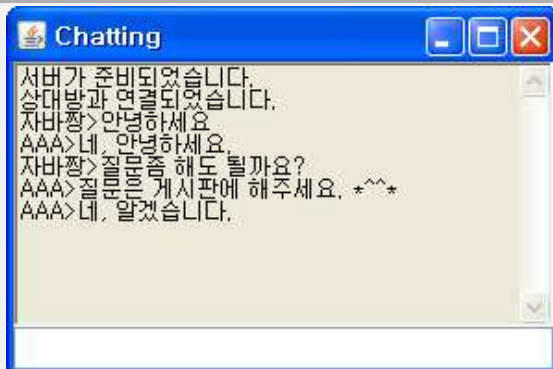 Chatting
서버가 준비되었습니다.
상대방과 연결되었습니다.
자바짱>안녕하세요
AAA>네, 안녕하세요.
자바짱>질문좀 해도 될까요?
AAA>질문은 게시판에 해주세요. *^^*
AAA>네, 알겠습니다.